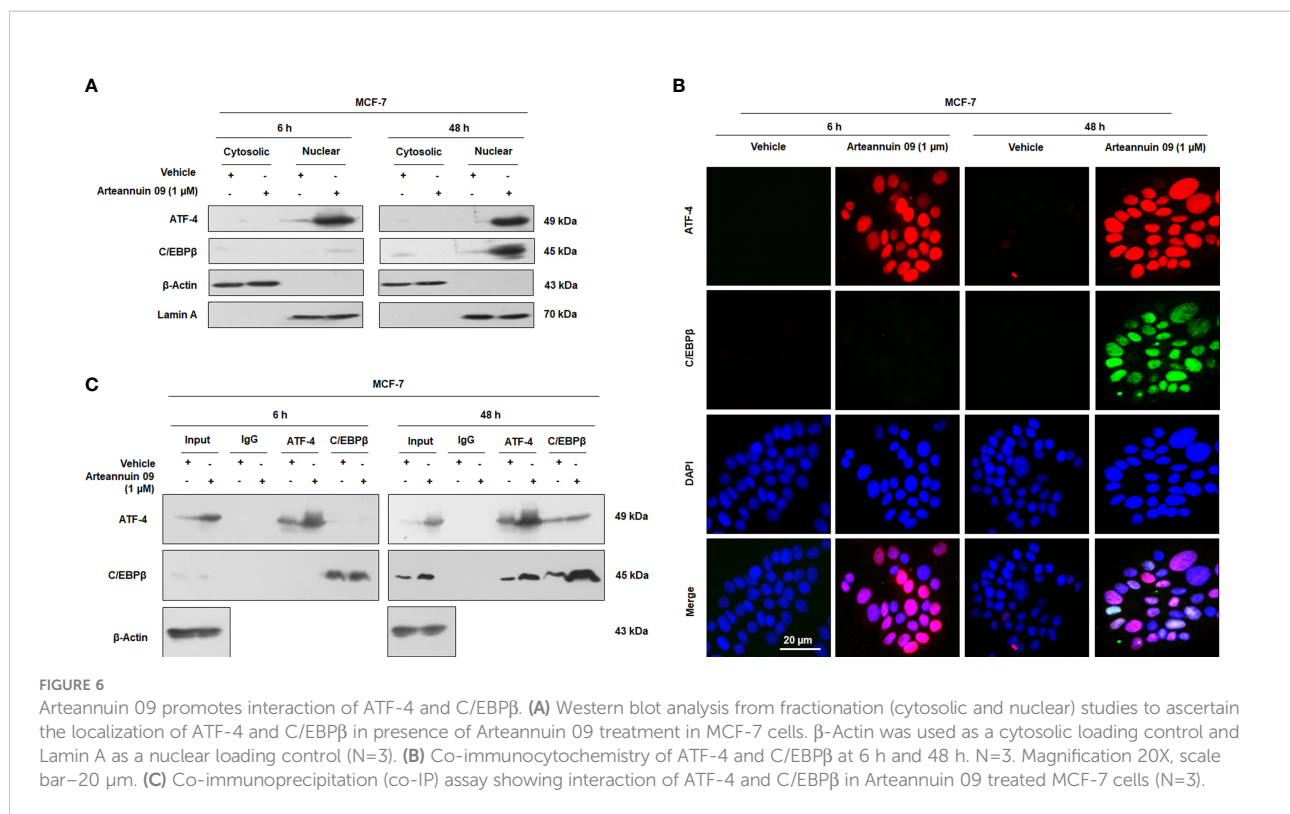 A
MCF-7
6 h 48 h
Cytosolic Nuclear Cytosolic Nuclear
Vehicle + - + - + - + -
Arteannuin 09 (1 µM) - + - + - + - +
ATF-4 49 kDa
C/EBPβ 45 kDa
β-Actin 43 kDa
Lamin A 70 kDa
B
MCF-7
6 h 48 h
Vehicle Arteannuin 09 (1 µm) Vehicle Arteannuin 09 (1 µM)
ATF-4
C/EBPβ
DAPI
Merge
20 µm
C
MCF-7
6 h 48 h
Input IgG ATF-4 C/EBPβ Input IgG ATF-4 C/EBPβ
Vehicle + - + - + - + - + - + - + - + -
Arteannuin 09 (1 µM) - + - + - + - + - + - + - + - +
ATF-4 49 kDa
C/EBPβ 45 kDa
β-Actin 43 kDa
FIGURE 6
Arteannuin 09 promotes interaction of ATF-4 and C/EBPβ. (A) Western blot analysis from fractionation (cytosolic and nuclear) studies to ascertain
the localization of ATF-4 and C/EBPβ in presence of Arteannuin 09 treatment in MCF-7 cells. β-Actin was used as a cytosolic loading control and
Lamin A as a nuclear loading control (N=3). (B) Co-immunocytochemistry of ATF-4 and C/EBPβ at 6 h and 48 h. N=3. Magnification 20X, scale
bar—20 µm. (C) Co-immunoprecipitation (co-IP) assay showing interaction of ATF-4 and C/EBPβ in Arteannuin 09 treated MCF-7 cells (N=3).